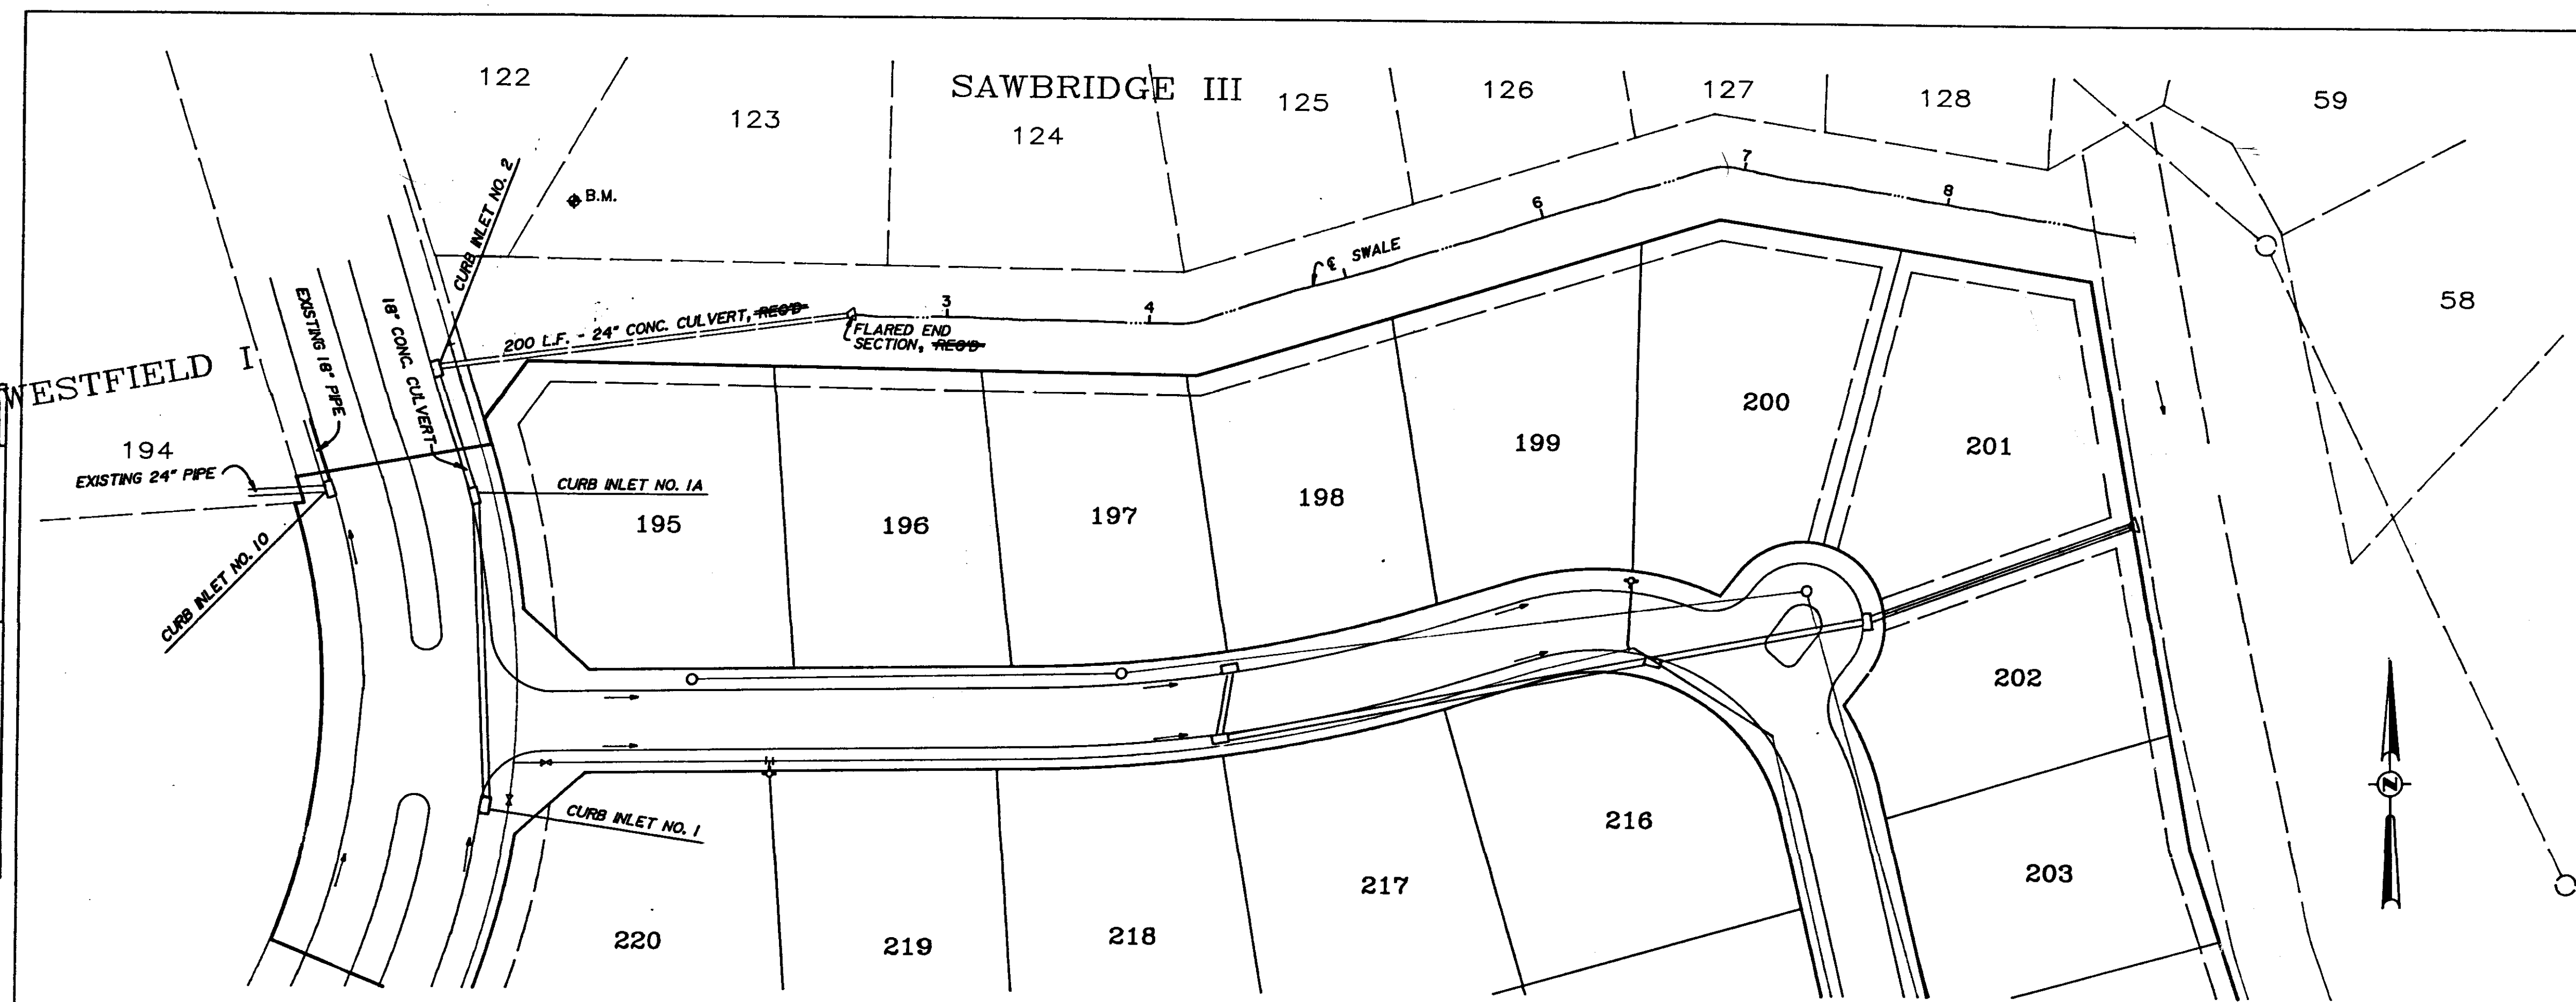 122
SAWBRIDGE III
123
124
125
126
127
128
59
CURB INLET NO. 2
B.M.
7
8
6
℄ SWALE
58
EXISTING 18" PIPE
18" CONC. CULVERT
200 L.F. - 24" CONC. CULVERT, REQ'D
3
4
FLARED END
SECTION, REQ'D
WESTFIELD I
194
EXISTING 24" PIPE
CURB INLET NO. 10
CURB INLET NO. 1A
195
196
197
198
199
200
201
202
203
CURB INLET NO. 1
216
217
218
219
220
N